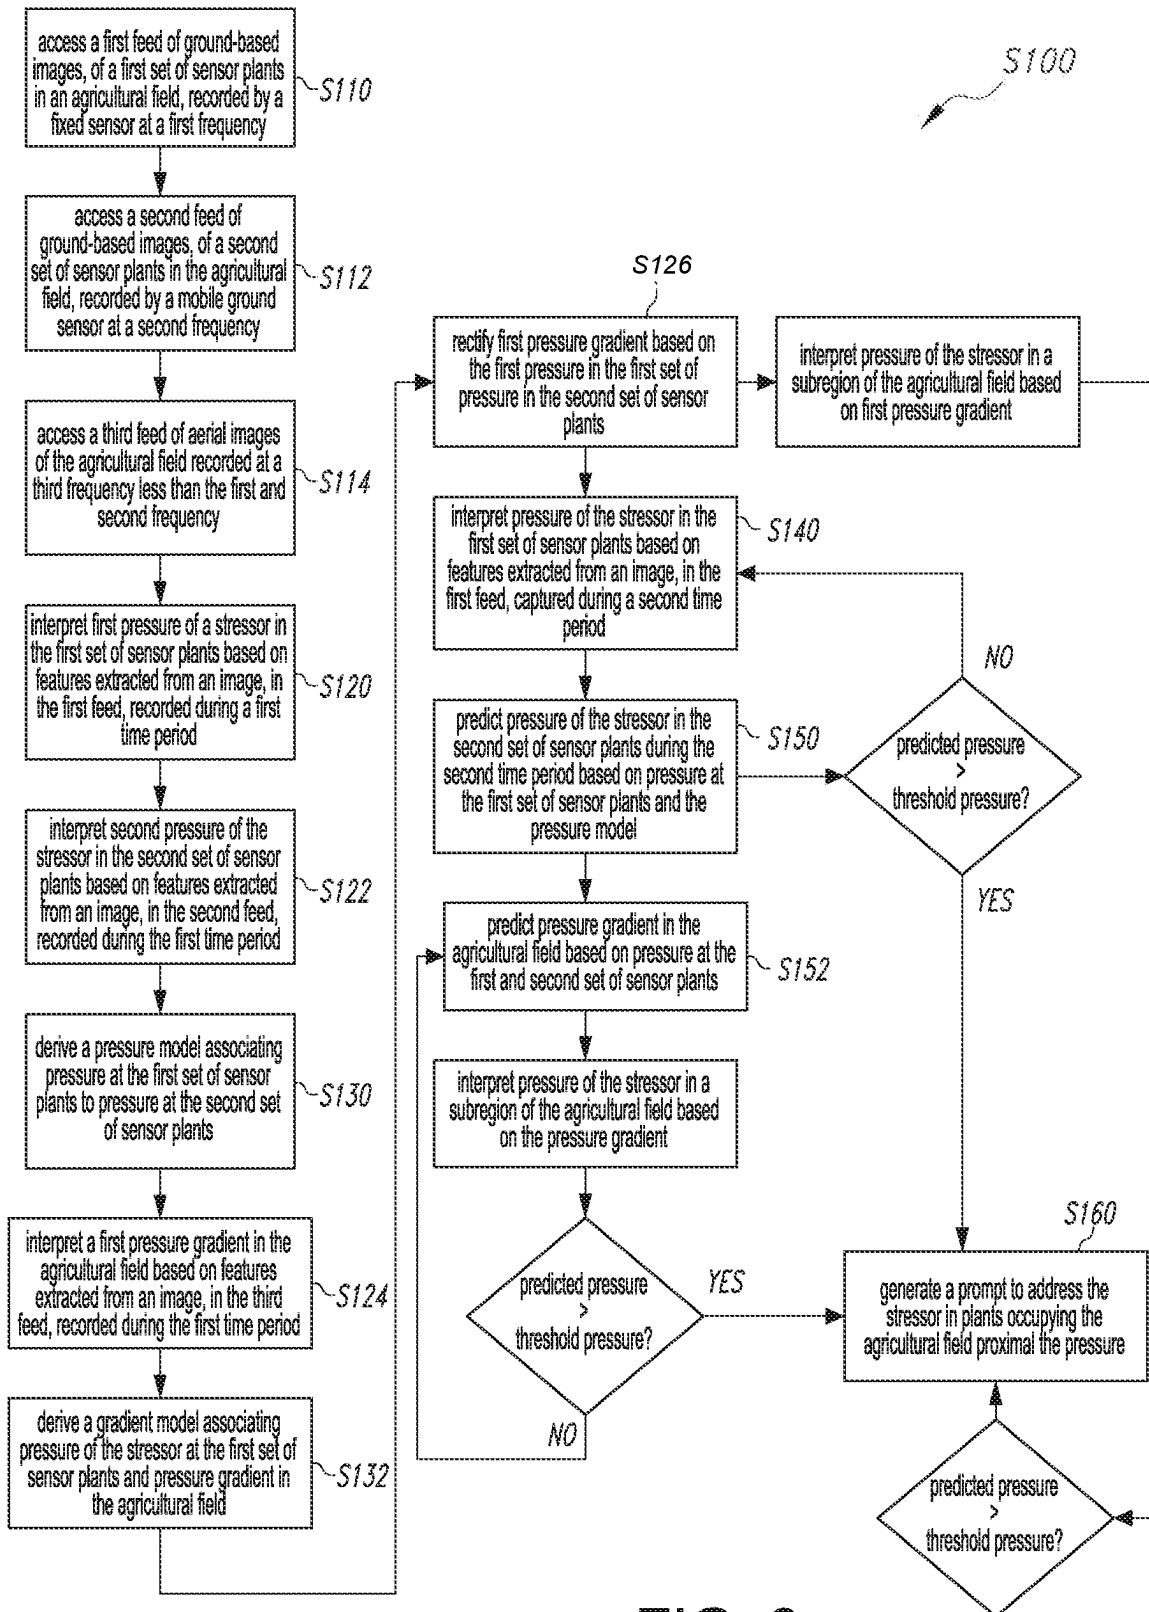 access a first feed of ground-based
images, of a first set of sensor plants
in an agricultural field, recorded by a
fixed sensor at a first frequency
S110
access a second feed of
ground-based images, of a second
set of sensor plants in the agricultural
field, recorded by a mobile ground
sensor at a second frequency
S112
access a third feed of aerial images
of the agricultural field recorded at a
third frequency less than the first and
second frequency
S114
interpret first pressure of a stressor in
the first set of sensor plants based on
features extracted from an image, in
the first feed, recorded during a first
time period
S120
interpret second pressure of the
stressor in the second set of sensor
plants based on features extracted
from an image, in the second feed,
recorded during the first time period
S122
derive a pressure model associating
pressure at the first set of sensor
plants to pressure at the second set
of sensor plants
S130
interpret a first pressure gradient in the
agricultural field based on features
extracted from an image, in the third
feed, recorded during the first time period
S124
derive a gradient model associating
pressure of the stressor at the first set of
sensor plants and pressure gradient in
the agricultural field
S132
S100
S126
rectify first pressure gradient based on
the first pressure in the first set of
pressure in the second set of sensor
plants
interpret pressure of the stressor in a
subregion of the agricultural field based
on first pressure gradient
interpret pressure of the stressor in the
first set of sensor plants based on
features extracted from an image, in the
first feed, captured during a second time
period
S140
predict pressure of the stressor in the
second set of sensor plants during the
second time period based on pressure at
the first set of sensor plants and the
pressure model
S150
NO
predicted pressure
>
threshold pressure?
YES
predict pressure gradient in the
agricultural field based on pressure at the
first and second set of sensor plants
S152
interpret pressure of the stressor in a
subregion of the agricultural field based
on the pressure gradient
predicted pressure
>
threshold pressure?
YES
NO
S160
generate a prompt to address the
stressor in plants occupying the
agricultural field proximal the pressure
predicted pressure
>
threshold pressure?